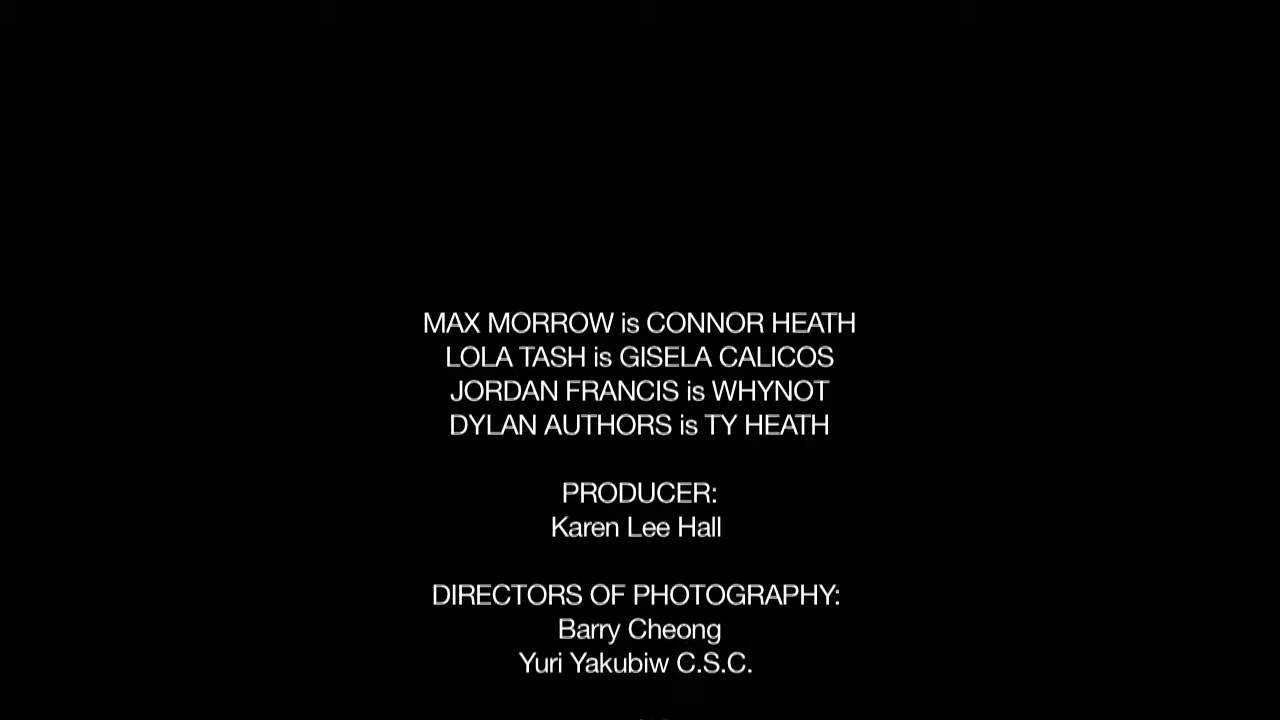 MAX MORROW is CONNOR HEATH
LOLA TASH is GISELA CALICOS
JORDAN FRANCIS is WHYNOT
DYLAN AUTHORS is TY HEATH
PRODUCER:
Karen Lee Hall
DIRECTORS OF PHOTOGRAPHY:
Barry Cheong
Yuri Yakubiw C.S.C.